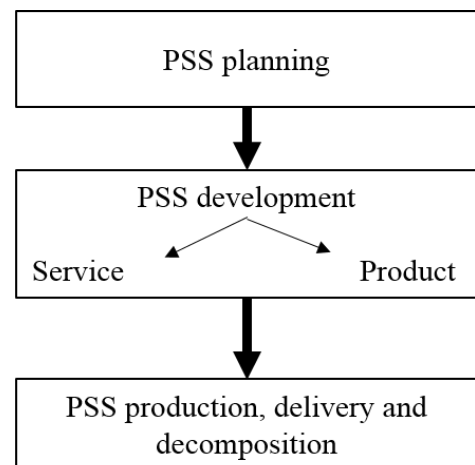 PSS planning
PSS development
Service
Product
PSS production, delivery and
decomposition